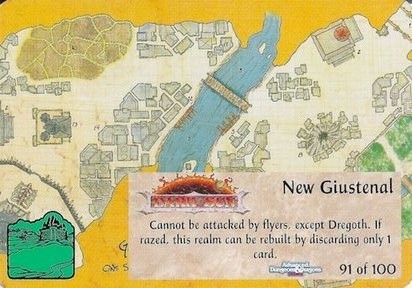 New Giustenal
DARK SUN
Cannot be attacked by flyers, except Dregoth. If
razed, this realm can be rebuilt by discarding only 1
card.
Advanced
Dungeons & Dragons
91 of 100